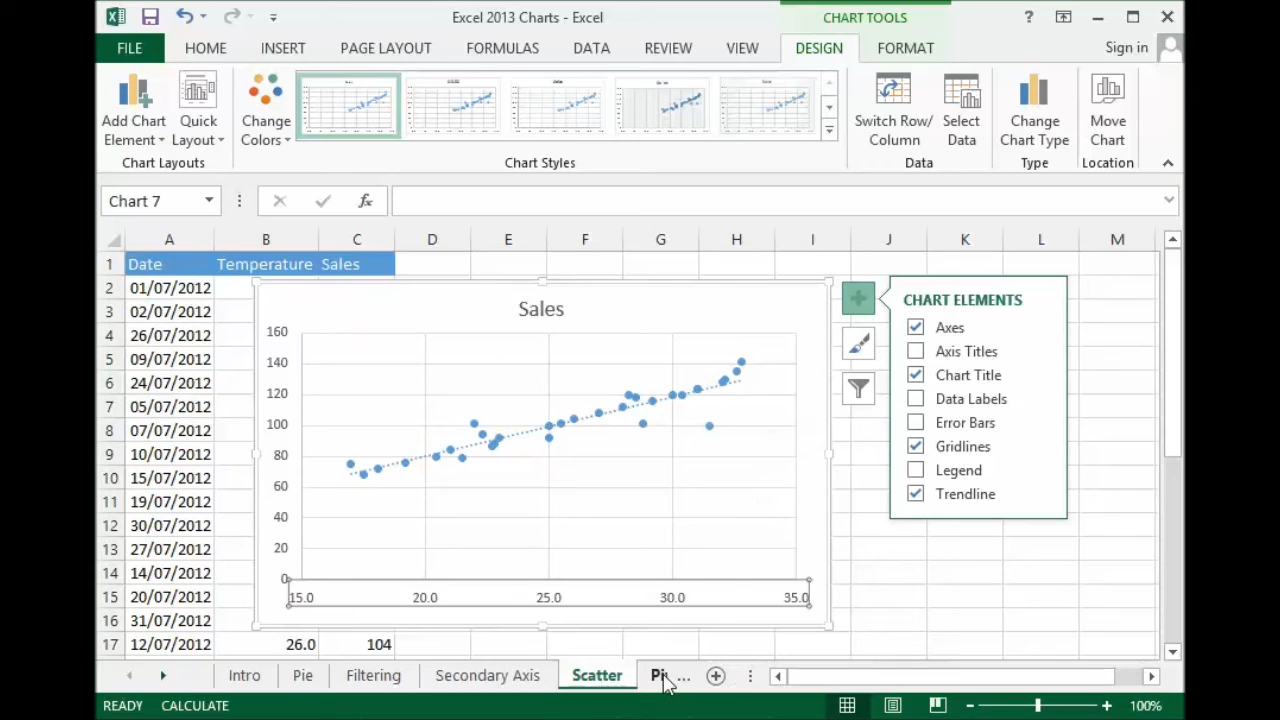 Excel 2013 Charts - Excel
CHART TOOLS
?
FILE HOME INSERT PAGE LAYOUT FORMULAS DATA REVIEW VIEW DESIGN FORMAT Sign in
Add Chart Element Quick Layout Change Colors Switch Row/ Column Select Data Change Chart Type Move Chart
Chart Layouts Chart Styles Data Type Location
Chart 7 fx
A B C D E F G H I J K L M
1 Date Temperature Sales
2 01/07/2012
3 02/07/2012
4 26/07/2012
5 09/07/2012
6 24/07/2012
7 05/07/2012
8 07/07/2012
9 10/07/2012
10 15/07/2012
11 19/07/2012
12 30/07/2012
13 27/07/2012
14 14/07/2012
15 20/07/2012
16 31/07/2012
17 12/07/2012 26.0 104
Sales
160
140
120
100
80
60
40
20
0
15.0 20.0 25.0 30.0 35.0
CHART ELEMENTS
Axes
Axis Titles
Chart Title
Data Labels
Error Bars
Gridlines
Legend
Trendline
Intro Pie Filtering Secondary Axis Scatter Pi ...
READY CALCULATE 100%